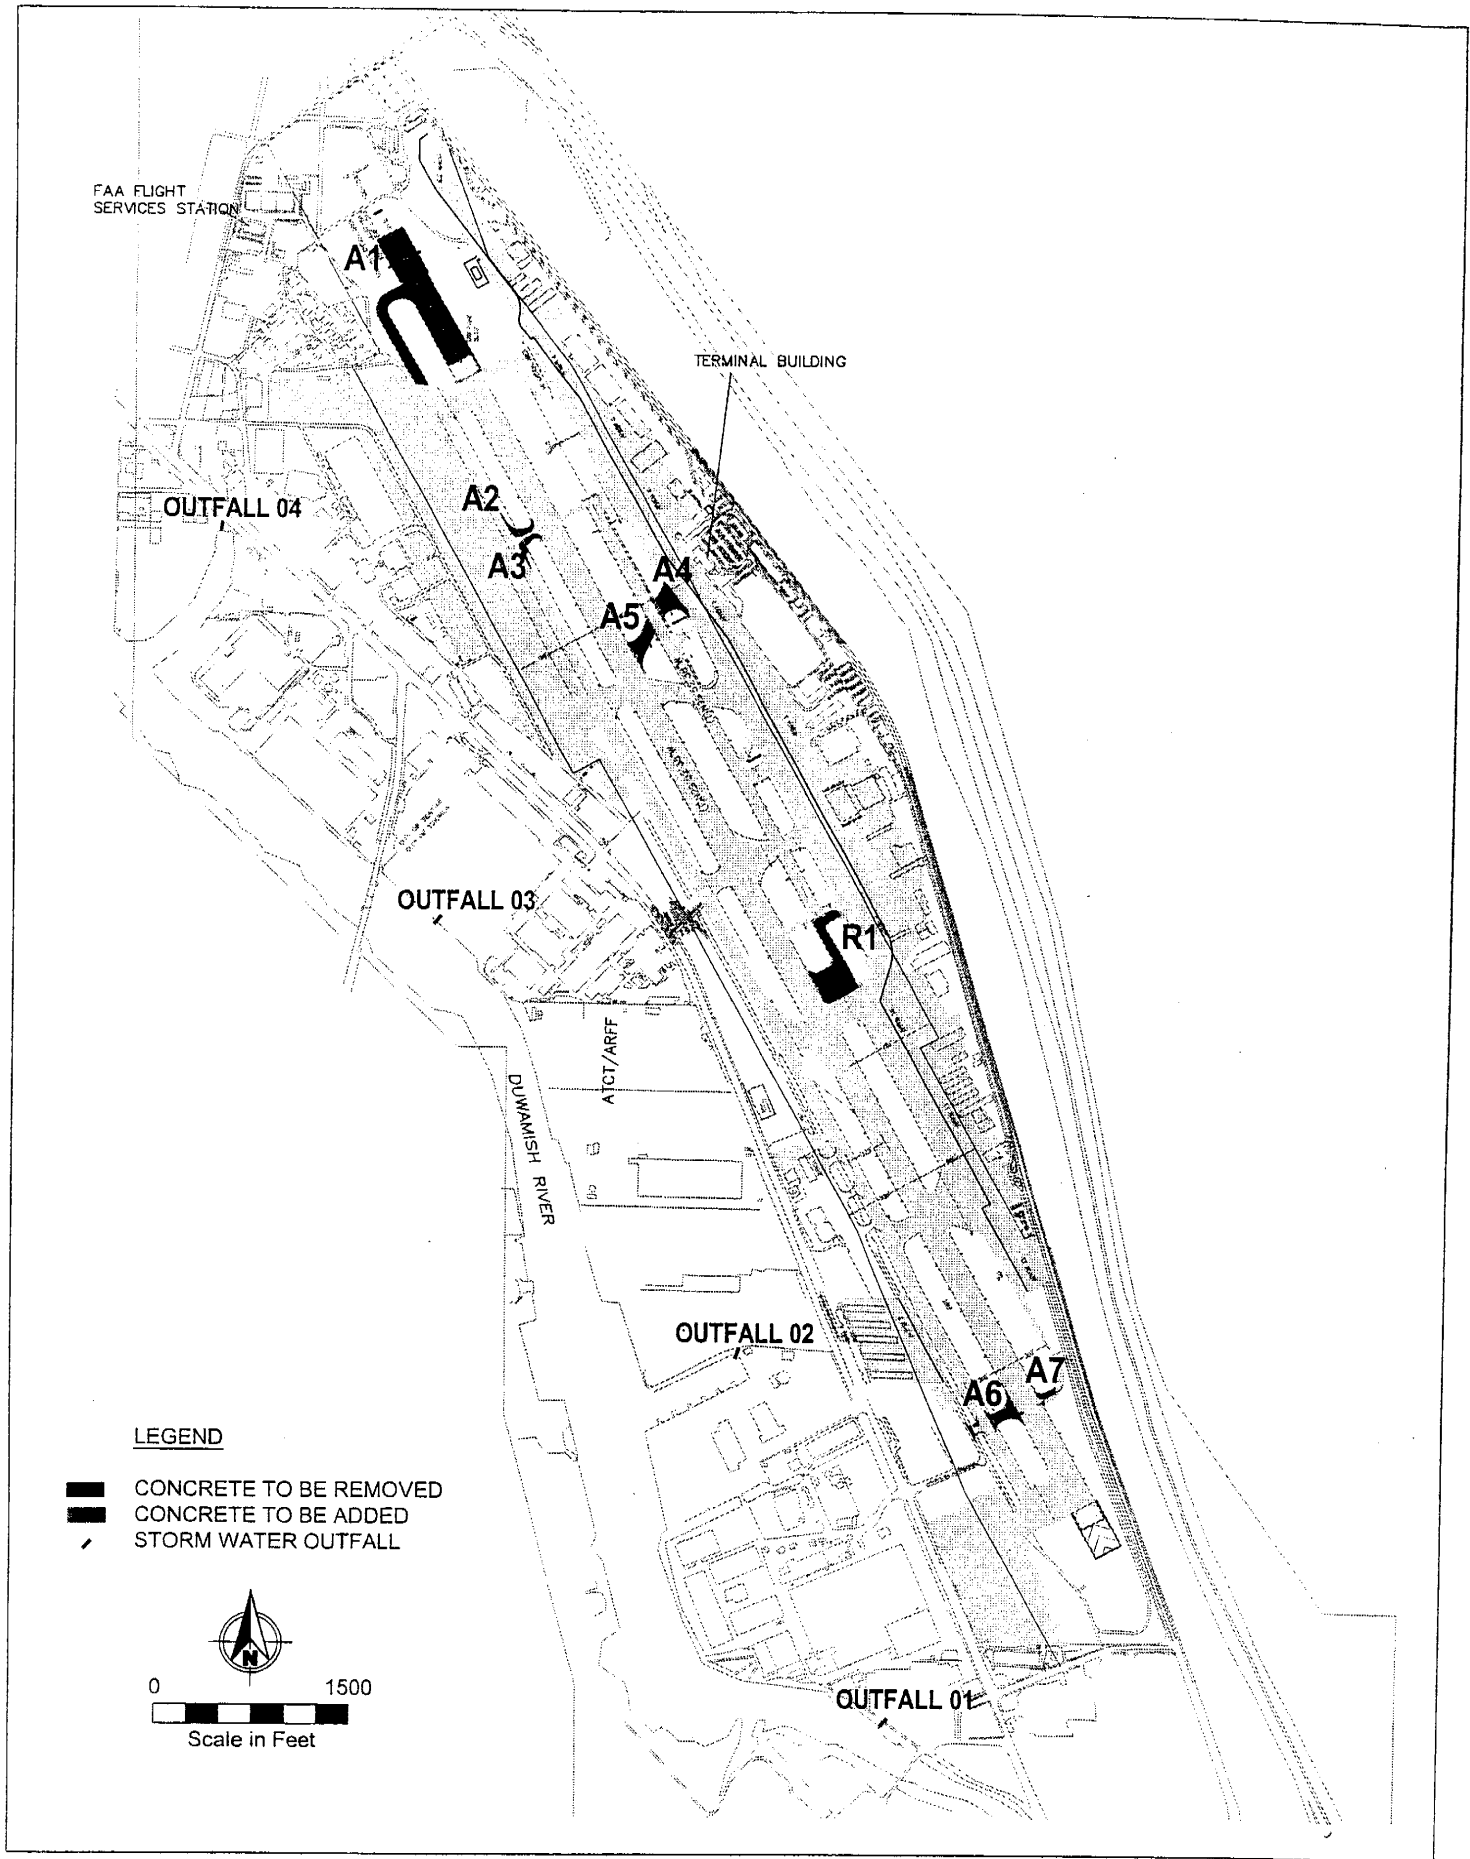 FAA FLIGHT
SERVICES STATION
A1
TERMINAL BUILDING
A2
OUTFALL 04
A3
A4
A5
OUTFALL 03
R1
ATCT/ARFF
DUWAMISH RIVER
OUTFALL 02
A7
A6
LEGEND
CONCRETE TO BE REMOVED
CONCRETE TO BE ADDED
STORM WATER OUTFALL
N
0 1500
Scale in Feet
OUTFALL 01